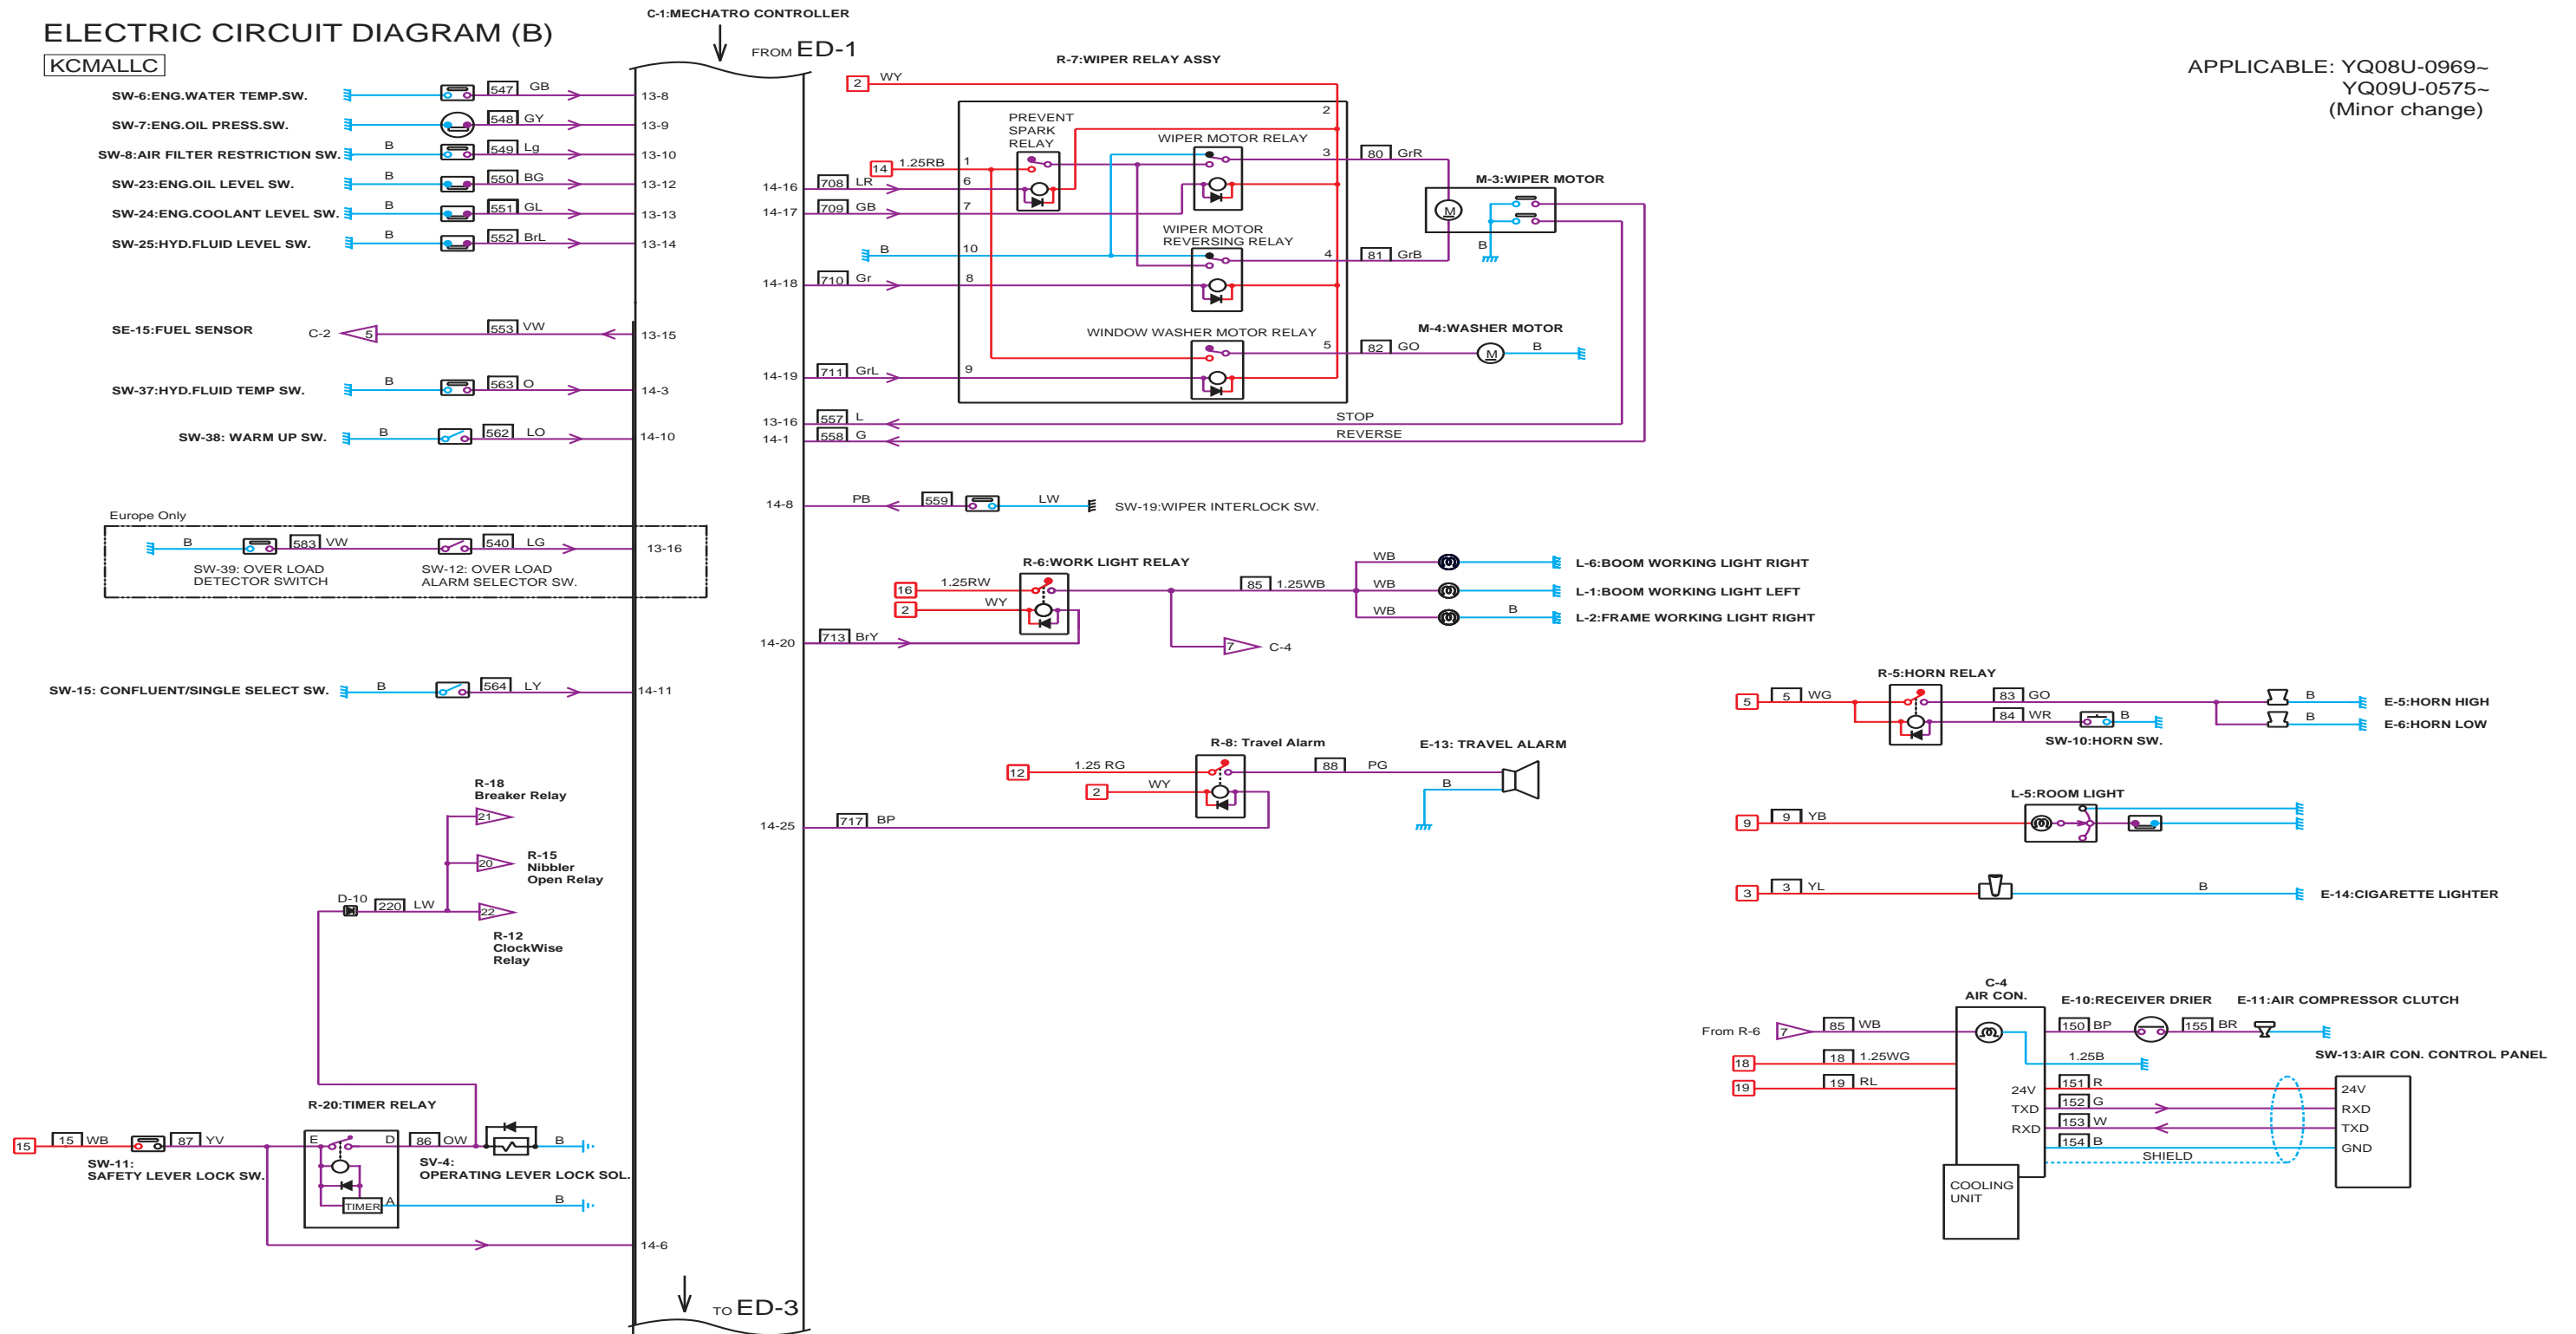 C-1:MECHATRO CONTROLLER
ELECTRIC CIRCUIT DIAGRAM (B)
KCMALLC
FROM ED-1
APPLICABLE: YQ08U-0969~
YQ09U-0575~
(Minor change)
SW-6:ENG.WATER TEMP.SW.
547 GB
13-8
SW-7:ENG.OIL PRESS.SW.
548 GY
13-9
SW-8:AIR FILTER RESTRICTION SW.
B
549 Lg
13-10
SW-23:ENG.OIL LEVEL SW.
B
550 BG
13-12
SW-24:ENG.COOLANT LEVEL SW.
B
551 GL
13-13
SW-25:HYD.FLUID LEVEL SW.
B
552 BrL
13-14
SE-15:FUEL SENSOR
C-2
5
553 VW
13-15
SW-37:HYD.FLUID TEMP SW.
B
563 O
14-3
SW-38: WARM UP SW.
B
562 LO
14-10
Europe Only
B
583 VW
540 LG
13-16
SW-39: OVER LOAD
DETECTOR SWITCH
SW-12: OVER LOAD
ALARM SELECTOR SW.
SW-15: CONFLUENT/SINGLE SELECT SW.
B
564 LY
14-11
R-18
Breaker Relay
21
20
R-15
Nibbler
Open Relay
D-10
220 LW
22
R-12
ClockWise
Relay
R-20:TIMER RELAY
15
15 WB
87 YV
E
D
86 OW
B
SW-11:
SAFETY LEVER LOCK SW.
SV-4:
OPERATING LEVER LOCK SOL.
TIMER
A
B
14-6
TO ED-3
R-7:WIPER RELAY ASSY
2
WY
2
PREVENT
SPARK
RELAY
WIPER MOTOR RELAY
14
1.25RB
1
3
80 GrR
14-16
708 LR
6
14-17
709 GB
7
M-3:WIPER MOTOR
M
B
WIPER MOTOR
REVERSING RELAY
B
10
4
81 GrB
14-18
710 Gr
8
WINDOW WASHER MOTOR RELAY
M-4:WASHER MOTOR
5
82 GO
M
B
14-19
711 GrL
9
13-16
557 L
STOP
14-1
558 G
REVERSE
14-8
PB
559
LW
SW-19:WIPER INTERLOCK SW.
R-6:WORK LIGHT RELAY
16
1.25RW
2
WY
85 1.25WB
WB
L-6:BOOM WORKING LIGHT RIGHT
WB
L-1:BOOM WORKING LIGHT LEFT
WB
B
L-2:FRAME WORKING LIGHT RIGHT
14-20
713 BrY
7
C-4
R-8: Travel Alarm
E-13: TRAVEL ALARM
12
1.25 RG
88
PG
2
WY
B
14-25
717 BP
R-5:HORN RELAY
5
5 WG
83 GO
B
E-5:HORN HIGH
84 WR
B
B
E-6:HORN LOW
SW-10:HORN SW.
L-5:ROOM LIGHT
9
9 YB
3
3 YL
B
E-14:CIGARETTE LIGHTER
C-4
AIR CON.
E-10:RECEIVER DRIER
E-11:AIR COMPRESSOR CLUTCH
From R-6
7
85 WB
150 BP
155 BR
18
18 1.25WG
1.25B
SW-13:AIR CON. CONTROL PANEL
19
19 RL
24V
151 R
24V
TXD
152 G
RXD
RXD
153 W
TXD
154 B
GND
SHIELD
COOLING
UNIT